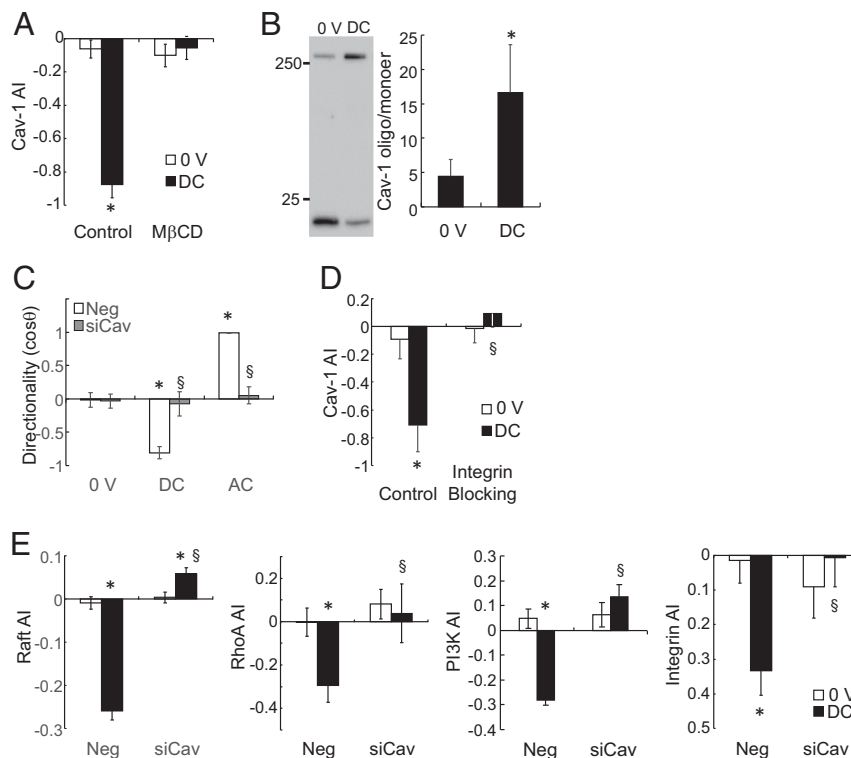 A
0
-0.2
-0.4
-0.6
-0.8
-1
Cav-1 AI
0 V
DC
*
Control MβCD
B
0 V DC
250
25
25
20
15
10
5
0
Cav-1 oligo/monoer
*
0 V DC
C
Neg
siCav
1
0.5
0
-0.5
-1
Directionality (cosθ)
* § * §
0 V DC AC
D
0.2
0
-0.2
-0.4
-0.6
-0.8
-1
Cav-1 AI
§
0 V
DC
*
Control Integrin
Blocking
E
0.1
0
-0.1
-0.2
-0.3
Raft AI
* * §
Neg siCav
0.2
0
-0.2
-0.4
RhoA AI
* §
Neg siCav
0.3
0.2
0.1
0
-0.1
-0.2
-0.3
-0.4
PI3K AI
* §
Neg siCav
0
0.1
0.2
0.3
0.4
0.5
Integrin AI
§
*
0 V
DC
Neg siCav